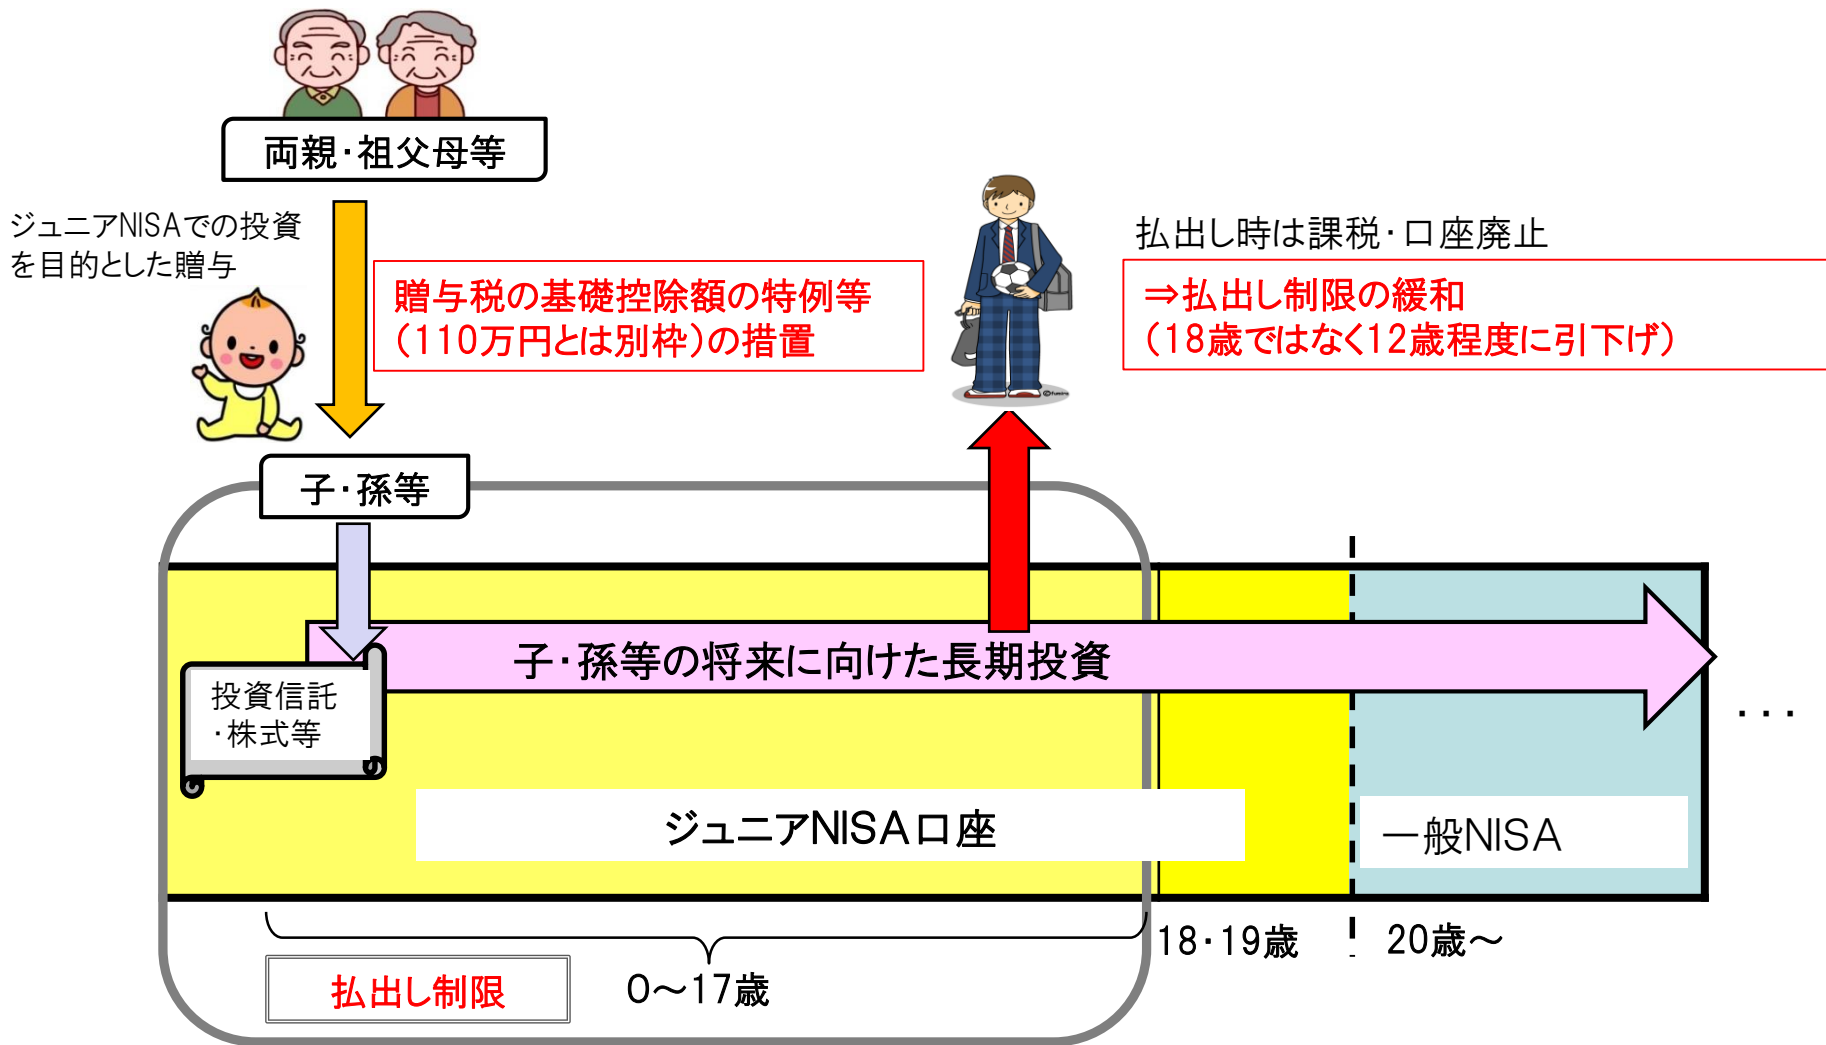 両親・祖父母等
ジュニアNISAでの投資
を目的とした贈与
贈与税の基礎控除額の特例等
（110万円とは別枠）の措置
払出し時は課税・口座廃止
⇒払出し制限の緩和
（18歳ではなく12歳程度に引下げ）
子・孫等
子・孫等の将来に向けた長期投資
投資信託
・株式等
・・・
ジュニアNISA口座
一般NISA
18・19歳
20歳～
払出し制限
0～17歳